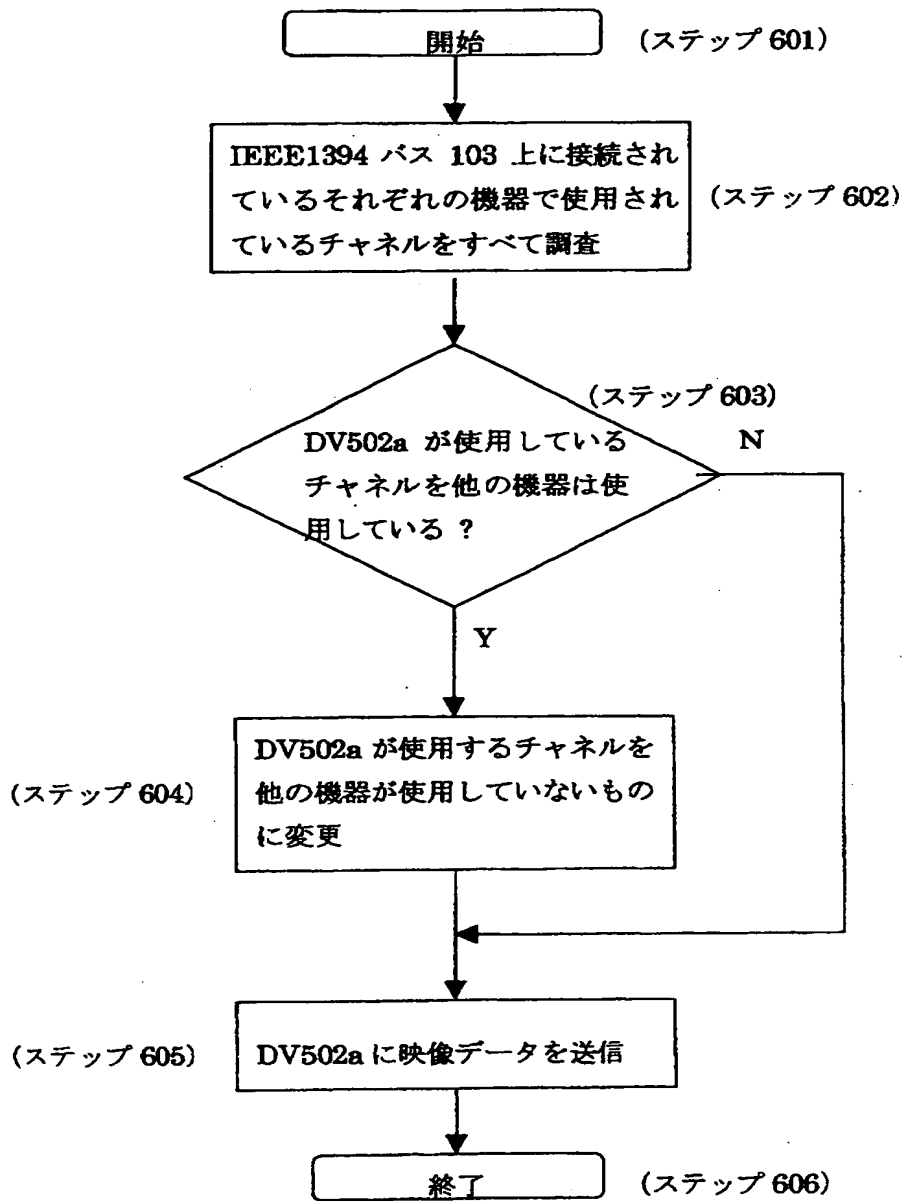 開始 (ステップ 601)
IEEE1394 バス 103 上に接続され
ているそれぞれの機器で使用され
ているチャネルをすべて調査
(ステップ 602)
(ステップ 603)
DV502a が使用している
チャネルを他の機器は使
用している ?
N
Y
DV502a が使用するチャネルを
他の機器が使用していないもの
に変更
(ステップ 604)
(ステップ 605)
DV502a に映像データを送信
終了 (ステップ 606)